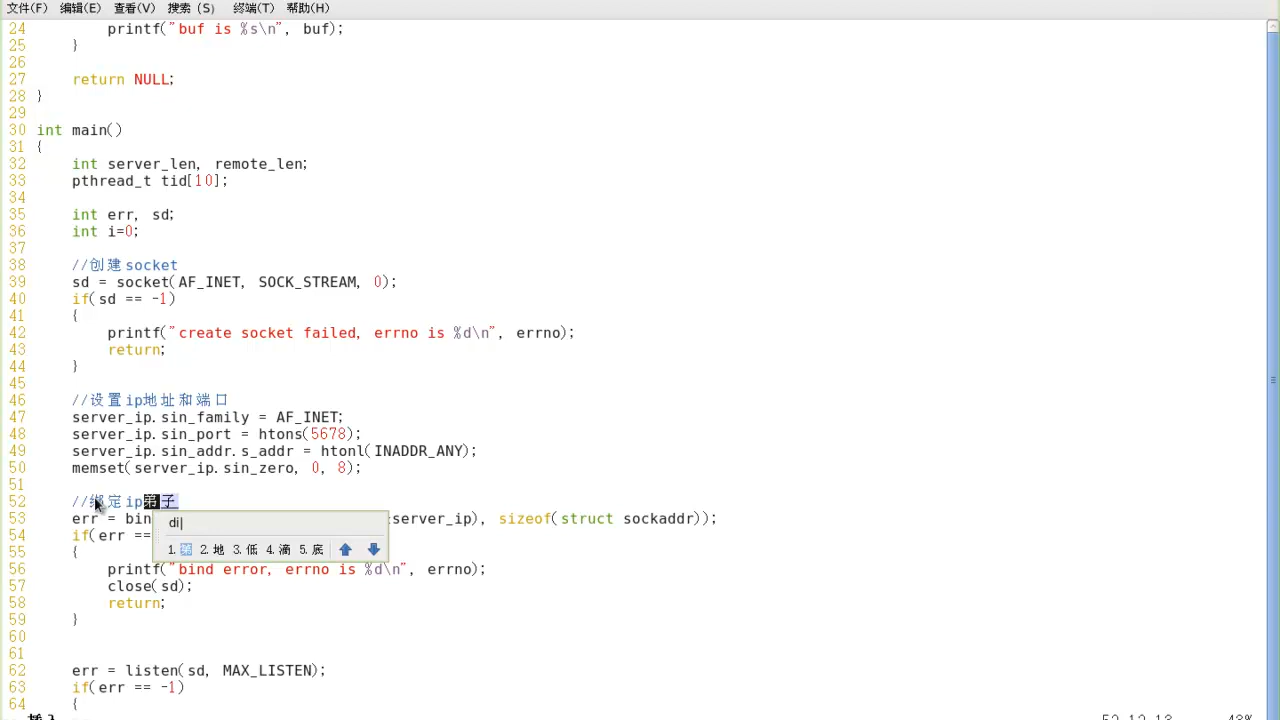 文件(F) 编辑(E) 查看(V) 搜索 (S) 终端(T) 帮助(H)
24         printf("buf is %s\n", buf);
25     }
26
27     return NULL;
28 }
29
30 int main()
31 {
32     int server_len, remote_len;
33     pthread_t tid[10];
34
35     int err, sd;
36     int i=0;
37
38     //创建socket
39     sd = socket(AF_INET, SOCK_STREAM, 0);
40     if(sd == -1)
41     {
42         printf("create socket failed, errno is %d\n", errno);
43         return;
44     }
45
46     //设置ip地址和端口
47     server_ip.sin_family = AF_INET;
48     server_ip.sin_port = htons(5678);
49     server_ip.sin_addr.s_addr = htonl(INADDR_ANY);
50     memset(server_ip.sin_zero, 0, 8);
51
52     //绑定ip弟子
53     err = bin :server_ip), sizeof(struct sockaddr));
di
54     if(err ==
1.第 2.地 3.低 4.滴 5.底
55     {
56         printf("bind error, errno is %d\n", errno);
57         close(sd);
58         return;
59     }
60
61
62     err = listen(sd, MAX_LISTEN);
63     if(err == -1)
64     {